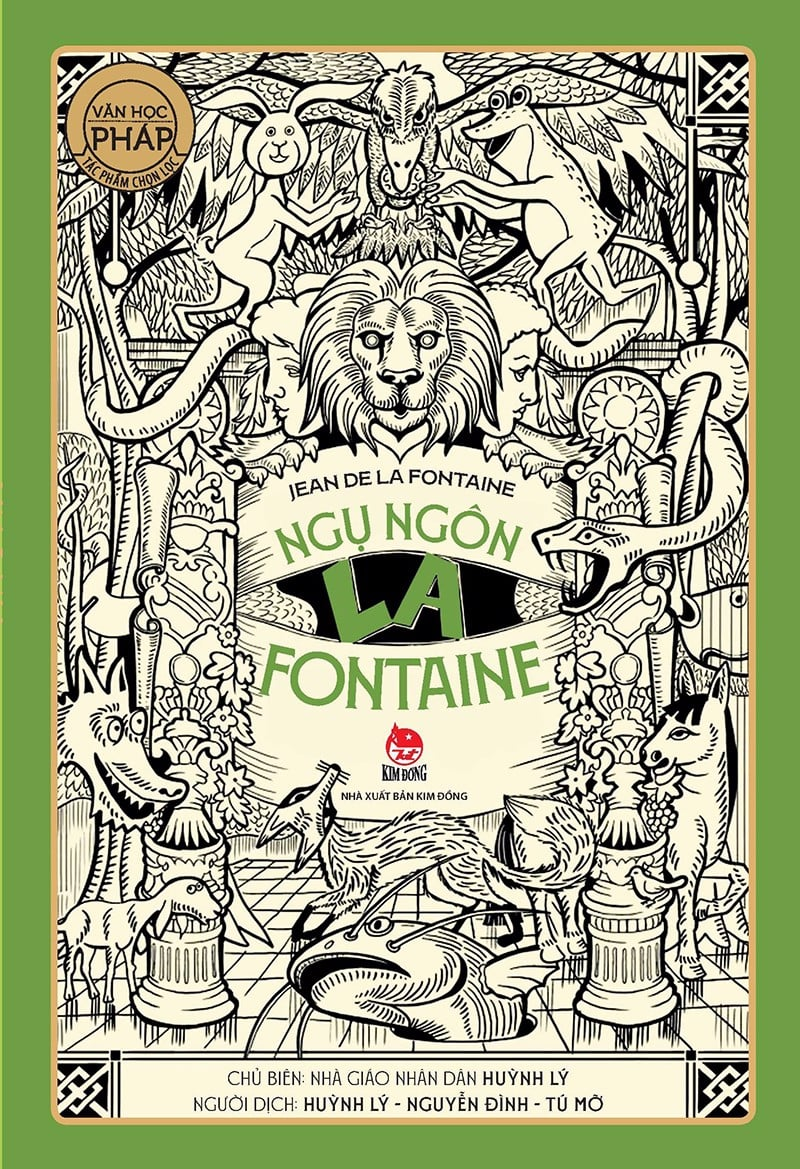 VĂN HỌC
PHÁP
TÁC PHẨM CHỌN LỌC
JEAN DE LA FONTAINE
NGỤ NGÔN
LA
FONTAINE
KIM ĐỒNG
NHÀ XUẤT BẢN KIM ĐỒNG
CHỦ BIÊN: NHÀ GIÁO NHÂN DÂN HUỲNH LÝ
NGƯỜI DỊCH: HUỲNH LÝ - NGUYỄN ĐÌNH - TÚ MỠ